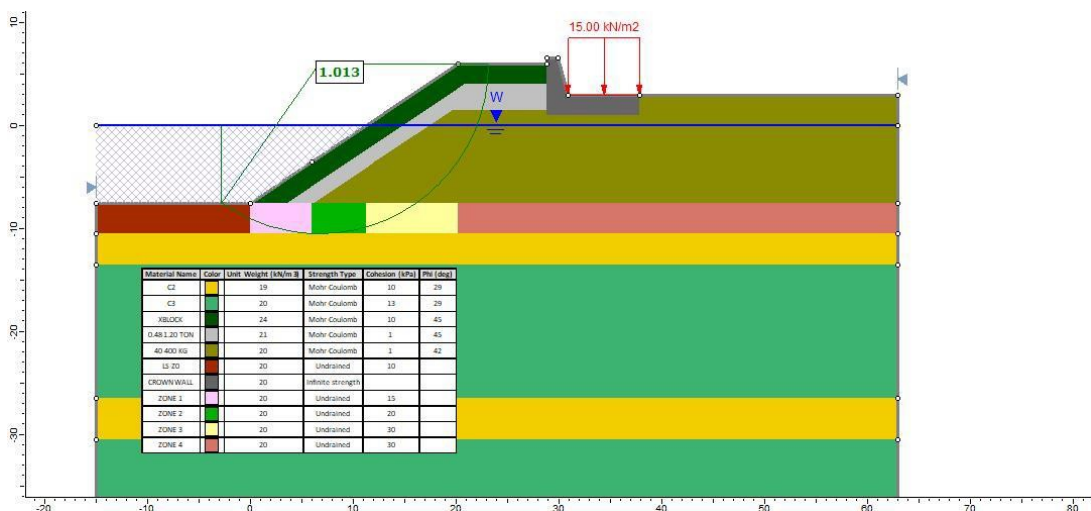 15.00 kN/m2
1.013
W
10
0
-10
-20
-30
Material Name Color Unit Weight (kN/m3) Strength Type Cohesion (kPa) Phi (deg)
C2 19 Mohr Coulomb 10 29
C3 20 Mohr Coulomb 13 29
XBLOCK 24 Mohr Coulomb 10 45
0.48 1.20 TON 21 Mohr Coulomb 1 45
40 400 KG 20 Mohr Coulomb 1 42
LS Z0 20 Undrained 10
CROWN WALL 20 Infinite strength
ZONE 1 20 Undrained 15
ZONE 2 20 Undrained 20
ZONE 3 20 Undrained 30
ZONE 4 20 Undrained 30
-20 -10 0 10 20 30 40 50 60 70 80